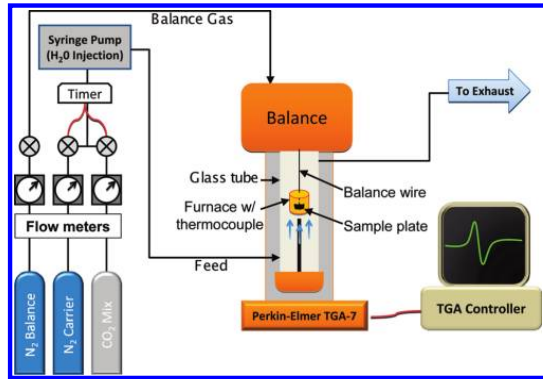 Balance Gas
Syringe Pump
(H20 Injection)
Timer
To Exhaust
Balance
Glass tube
Balance wire
Furnace w/
thermocouple
Sample plate
Flow meters
Feed
N2 Balance
N2 Carrier
CO2 Mix
Perkin-Elmer TGA-7
TGA Controller